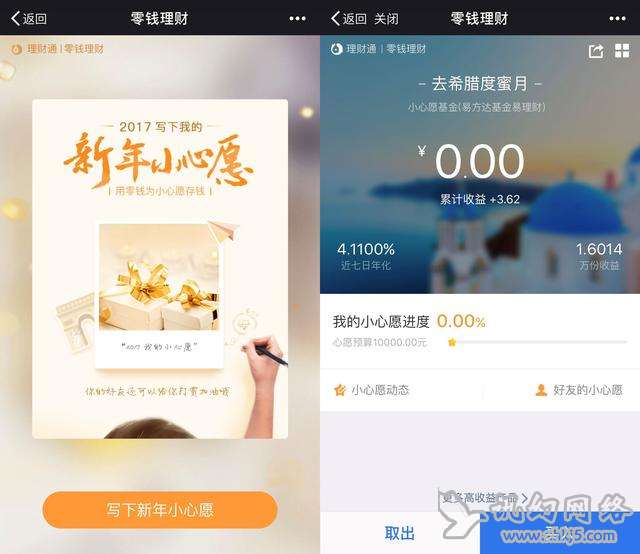 返回
零钱理财
理财通 | 零钱理财
2017 写下我的
新年小心愿
用零钱为小心愿存钱
“2017 我的小心愿”
你的好友还可以给你打赏加油哦
写下新年小心愿
返回 关闭
零钱理财
理财通 | 零钱理财
去希腊度蜜月
小心愿基金(易方达基金易理财)
¥ 0.00
累计收益 +3.62
4.1100%
近七日年化
1.6014
万份收益
我的小心愿进度 0.00%
心愿预算10000.00元
小心愿动态
好友的小心愿
更多高收益产品
取出
买入